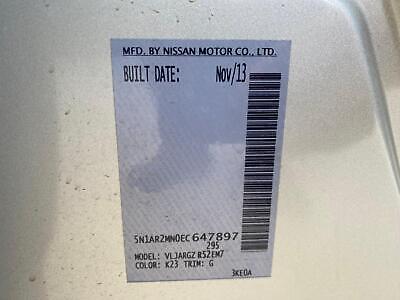 MFD. BY NISSAN MOTOR CO., LTD.
BUILT DATE: Nov/13
5N1AR2MN0EC647897
295
MODEL: VLJARGZ R52EM7
COLOR: K23 TRIM: G
3KE0A